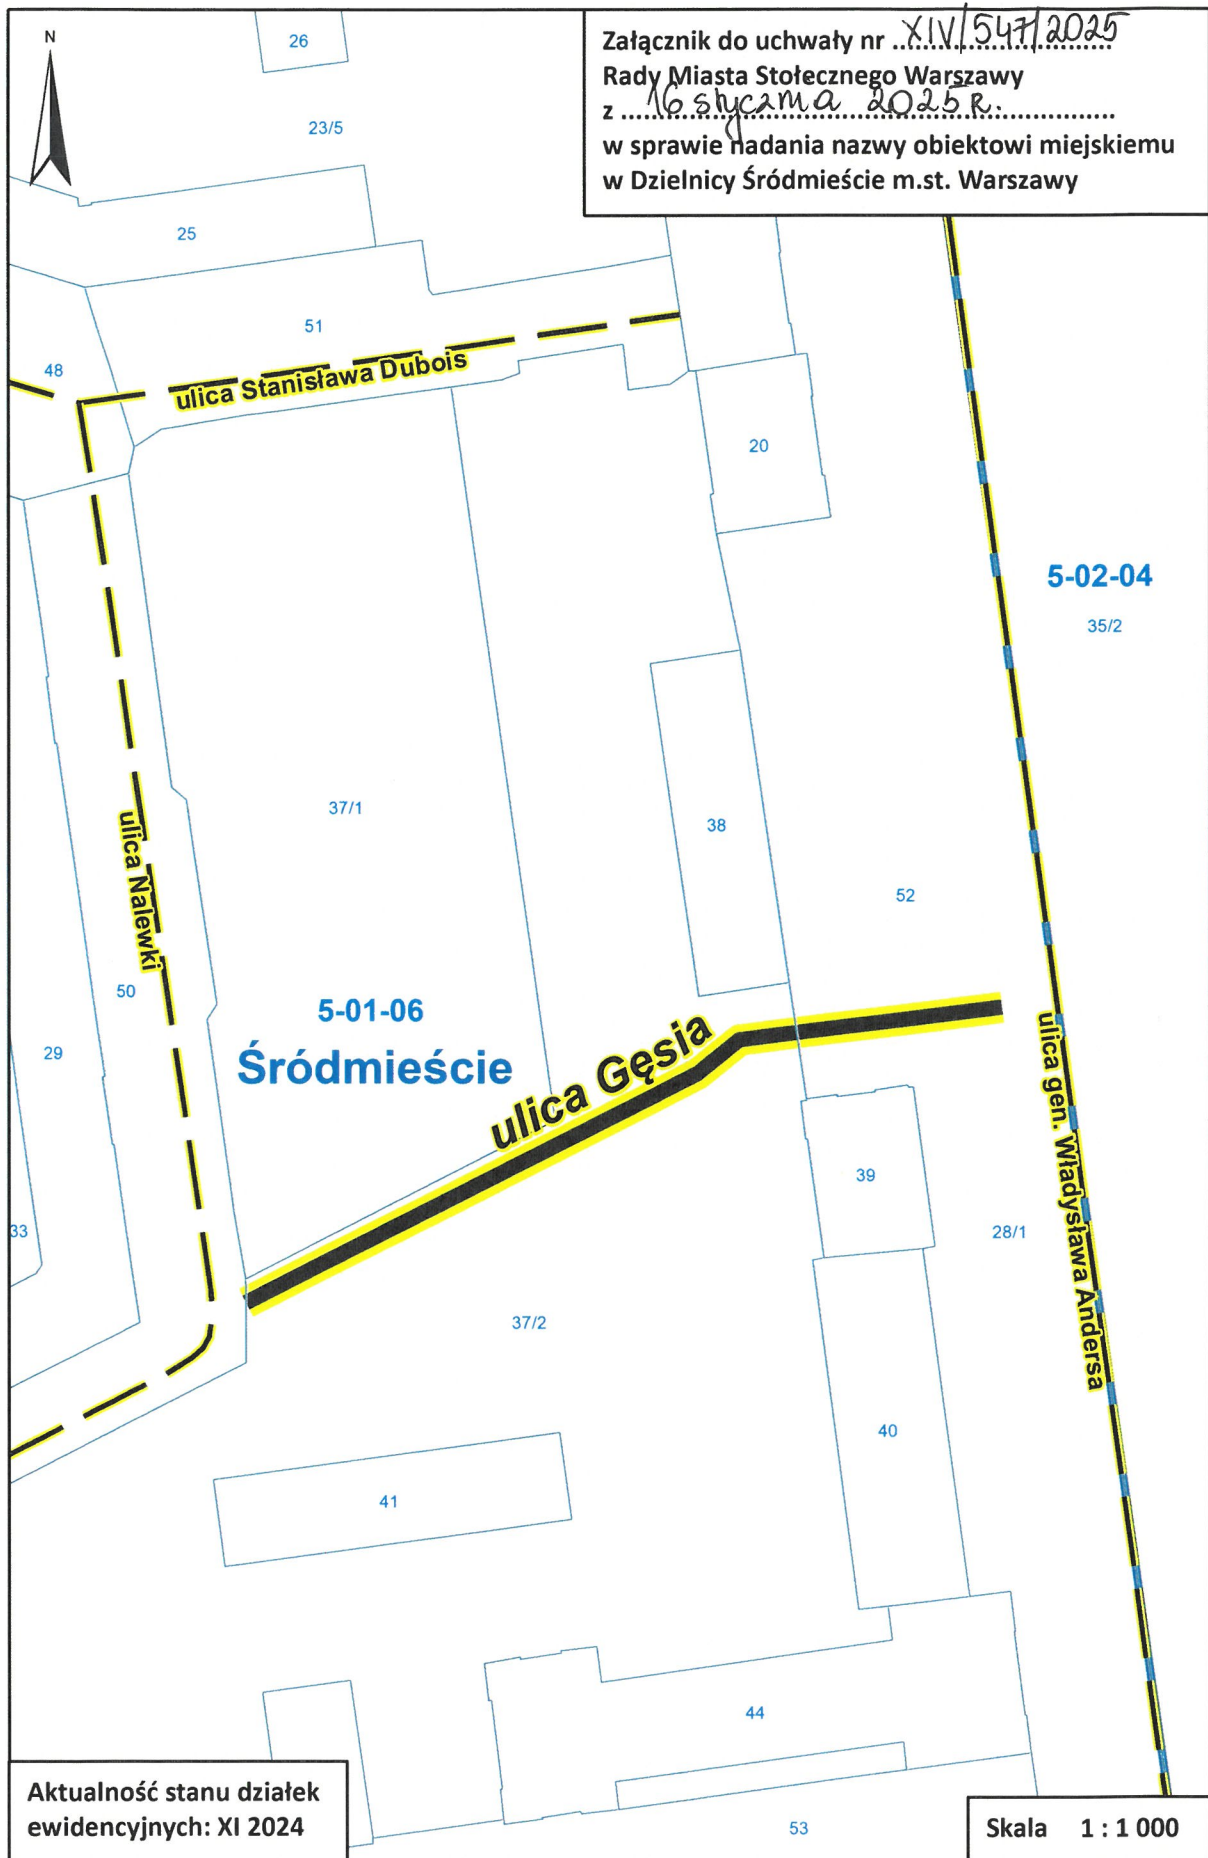 N
Załącznik do uchwały nr XIV/547/2025
Rady Miasta Stołecznego Warszawy
z 16 stycznia 2025 R.
w sprawie nadania nazwy obiektowi miejskiemu
w Dzielnicy Śródmieście m.st. Warszawy
26
23/5
25
51
48
ulica Stanisława Dubois
20
5-02-04
35/2
37/1
38
ulica Nalewki
52
50
5-01-06
Śródmieście
29
ulica Gęsia
ulica gen. Władysława Andersa
39
33
28/1
37/2
40
41
44
Aktualność stanu działek
ewidencyjnych: XI 2024
53
Skala 1 : 1 000